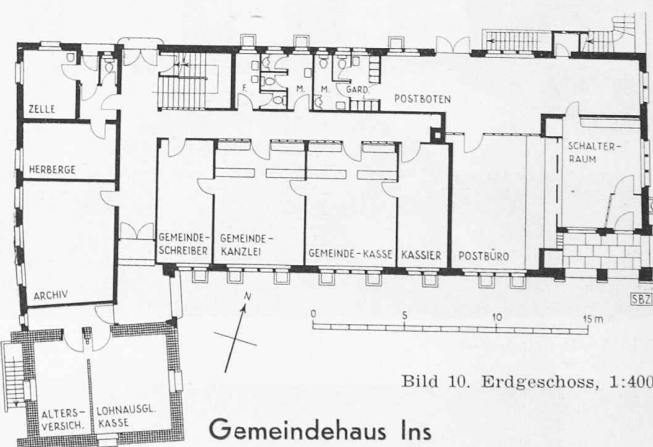 F.
M.
M.
GARD.
ZELLE
POSTBOTEN
HERBERGE
SCHALTER-
RAUM
GEMEINDE-
SCHREIBER
GEMEINDE-
KANZLEI
GEMEINDE-KASSE
KASSIER
POSTBÜRO
ARCHIV
SBZ
N
0 5 10 15 m
ALTERS-
VERSICH.
LOHNAUSGL.
KASSE
Bild 10. Erdgeschoss, 1:400
Gemeindehaus Ins